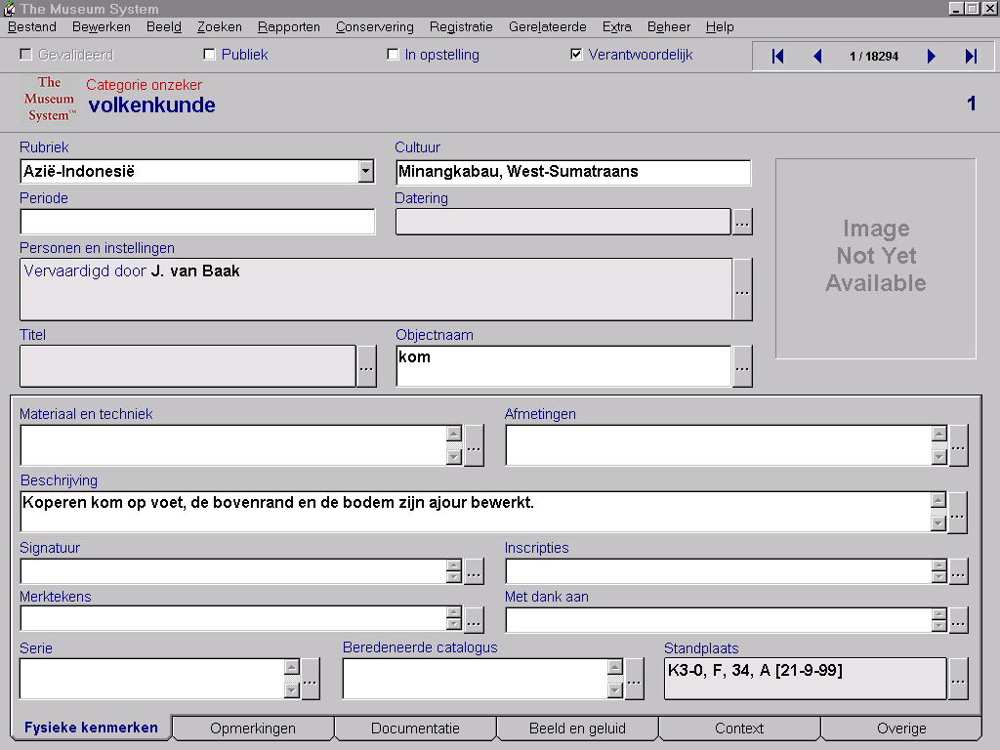 The Museum System
Bestand Bewerken Beeld Zoeken Rapporten Conservering Registratie Gerelateerde Extra Beheer Help
Gevalideerd Publiek In opstelling Verantwoordelijk 1 / 18294
The
Museum
System™
Categorie onzeker
volkenkunde
1
Rubriek Cultuur
Azië-Indonesië Minangkabau, West-Sumatraans
Periode Datering
...
Personen en instellingen
Vervaardigd door J. van Baak
...
Image
Not Yet
Available
Titel Objectnaam
kom
... ...
Materiaal en techniek Afmetingen
... ...
Beschrijving
Koperen kom op voet, de bovenrand en de bodem zijn ajour bewerkt.
...
Signatuur Inscripties
... ...
Merktekens Met dank aan
... ...
Serie Beredeneerde catalogus Standplaats
K3-0, F, 34, A [21-9-99]
... ... ...
Fysieke kenmerken Opmerkingen Documentatie Beeld en geluid Context Overige